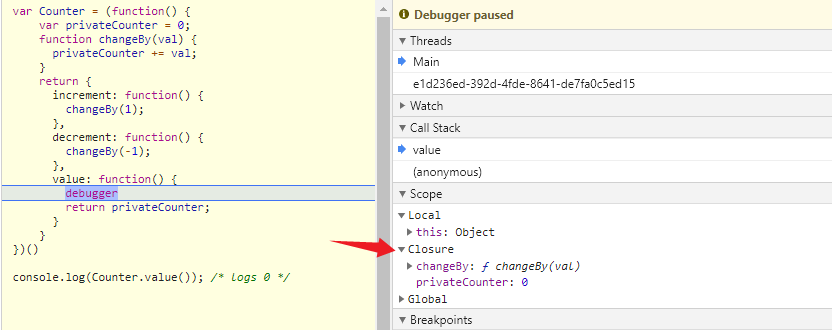 var Counter = (function() {
var privateCounter = 0;
function changeBy(val) {
privateCounter += val;
}
return {
increment: function() {
changeBy(1);
},
decrement: function() {
changeBy(-1);
},
value: function() {
debugger
return privateCounter;
}
}
})()
console.log(Counter.value()); /* logs 0 */
Debugger paused
Threads
Main
e1d236ed-392d-4fde-8641-de7fa0c5ed15
Watch
Call Stack
value
(anonymous)
Scope
Local
this: Object
Closure
changeBy: ƒ changeBy(val)
privateCounter: 0
Global
Breakpoints